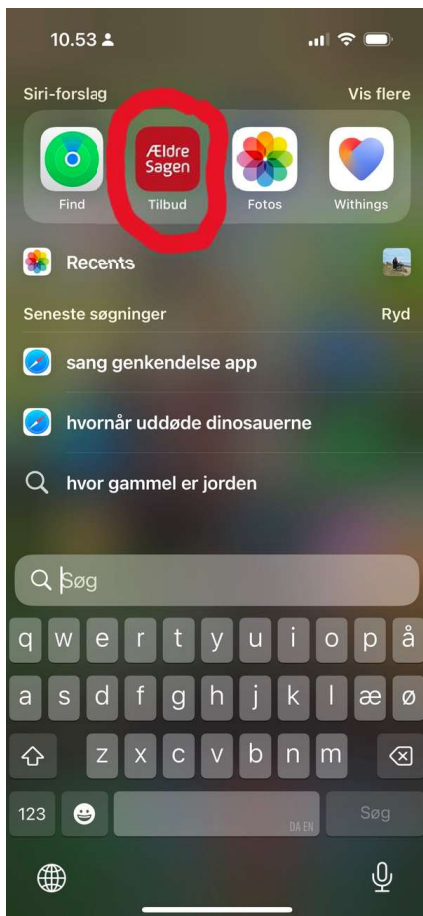 10.53
Siri-forslag Vis flere
Ældre
Sagen
Find Tilbud Fotos Withings
Recents
Seneste søgninger Ryd
sang genkendelse app
hvornår uddøde dinosauerne
hvor gammel er jorden
Søg
q w e r t y u i o p å
a s d f g h j k l æ ø
z x c v b n m
123 DA EN Søg